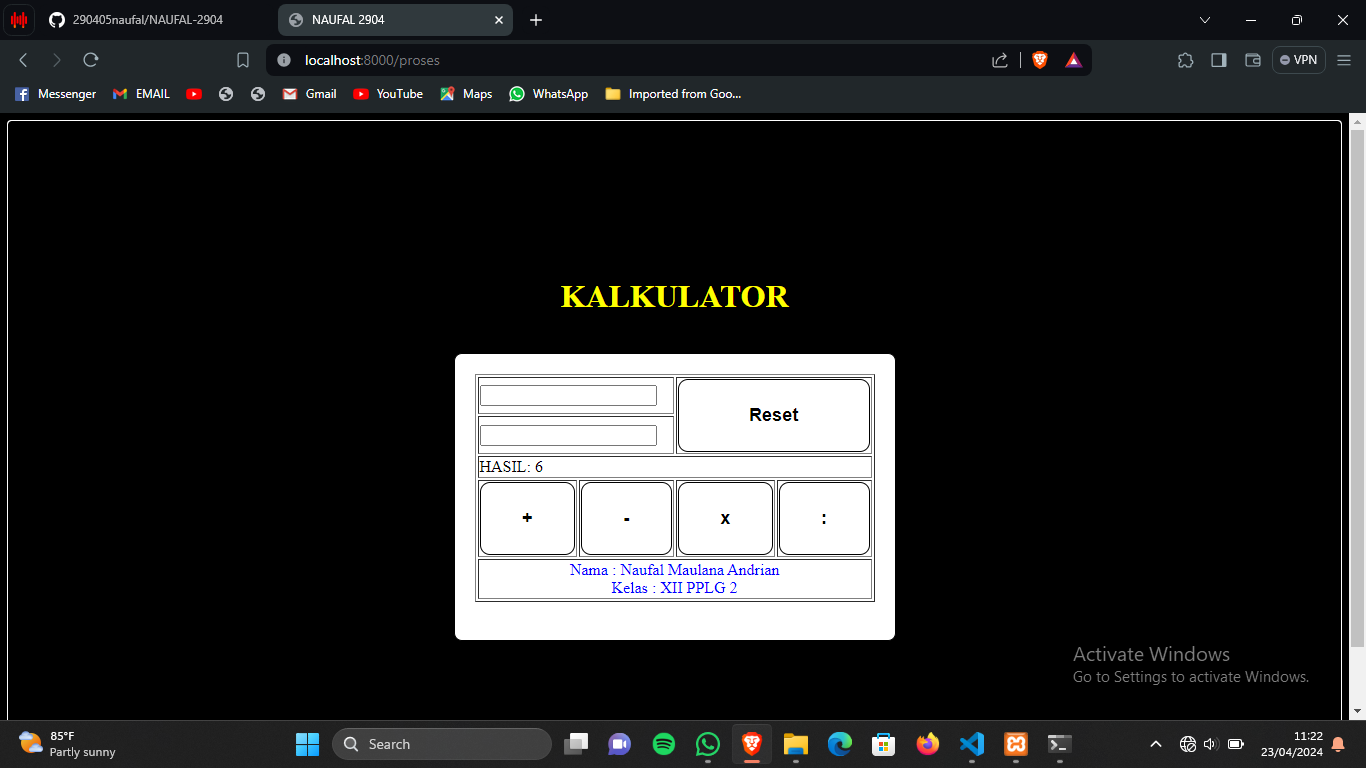 290405naufal/NAUFAL-2904
NAUFAL 2904
localhost:8000/proses
VPN
Messenger
EMAIL
Gmail
YouTube
Maps
WhatsApp
Imported from Goo...
KALKULATOR
Reset
HASIL: 6
+ - x :
Nama : Naufal Maulana Andrian
Kelas : XII PPLG 2
Activate Windows
Go to Settings to activate Windows.
85°F
Partly sunny
Search
11:22
23/04/2024